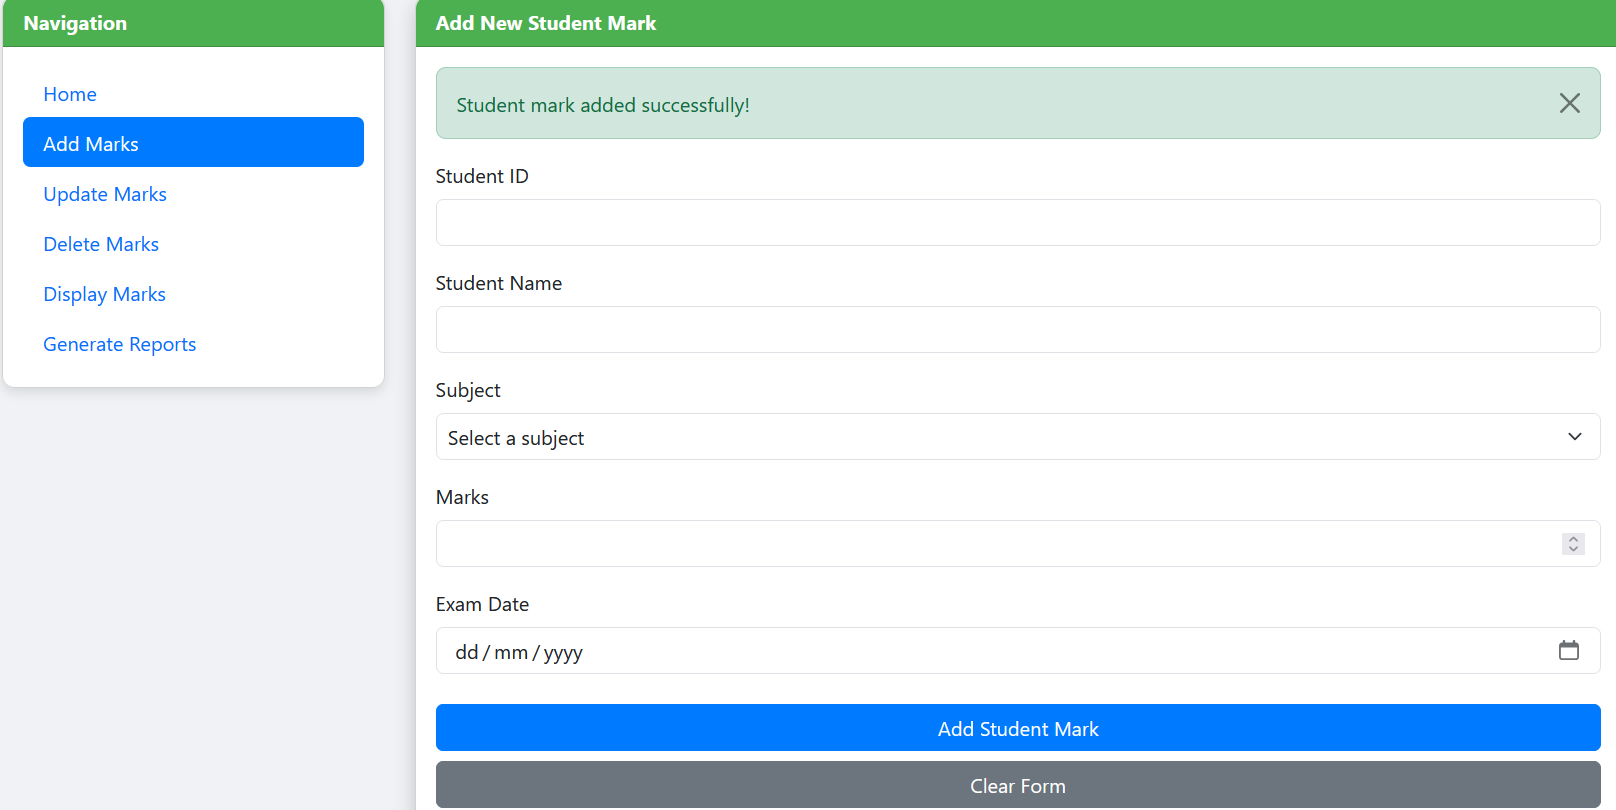 Navigation
Home
Add Marks
Update Marks
Delete Marks
Display Marks
Generate Reports
Add New Student Mark
Student mark added successfully!
Student ID
Student Name
Subject
Select a subject
Marks
Exam Date
dd/mm/yyyy
Add Student Mark
Clear Form